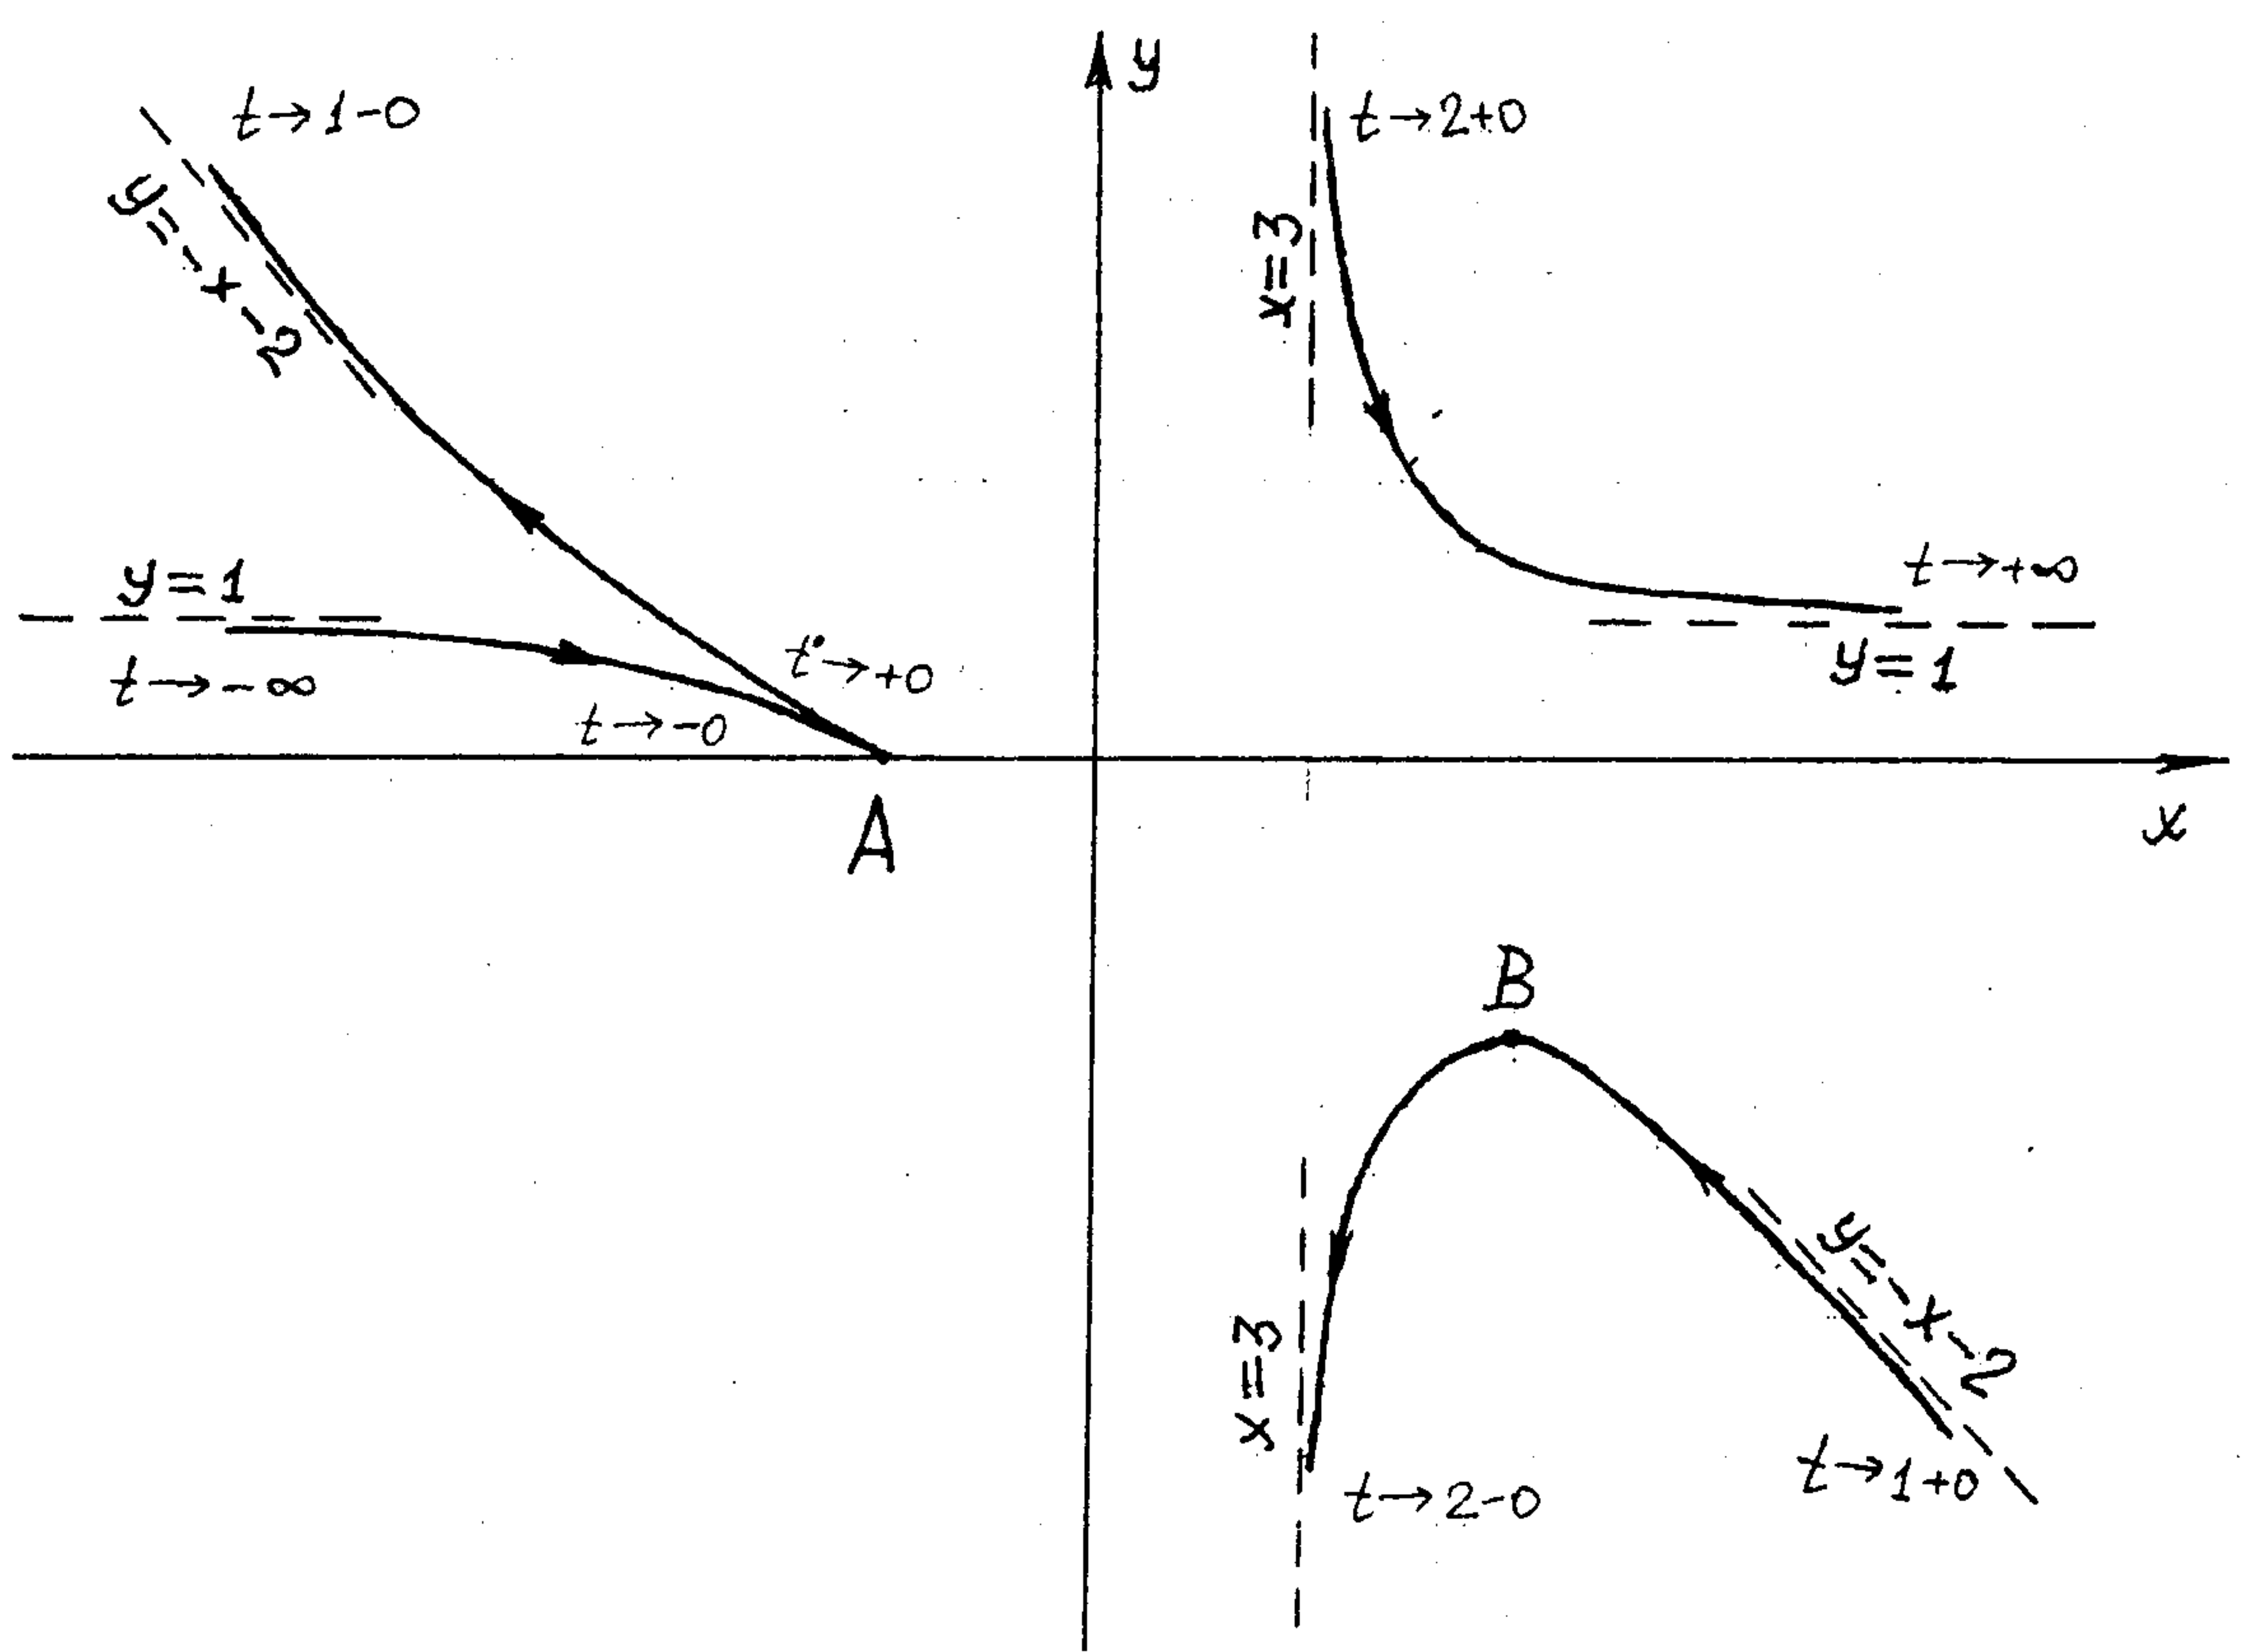 y
t→1-0
t→2+0
y=-x-2
x=3
y=1
t→+∞
t→-∞
t→+0
t→-0
y=1
A
x
B
y=-x-2
x=3
t→2-0
t→1+0